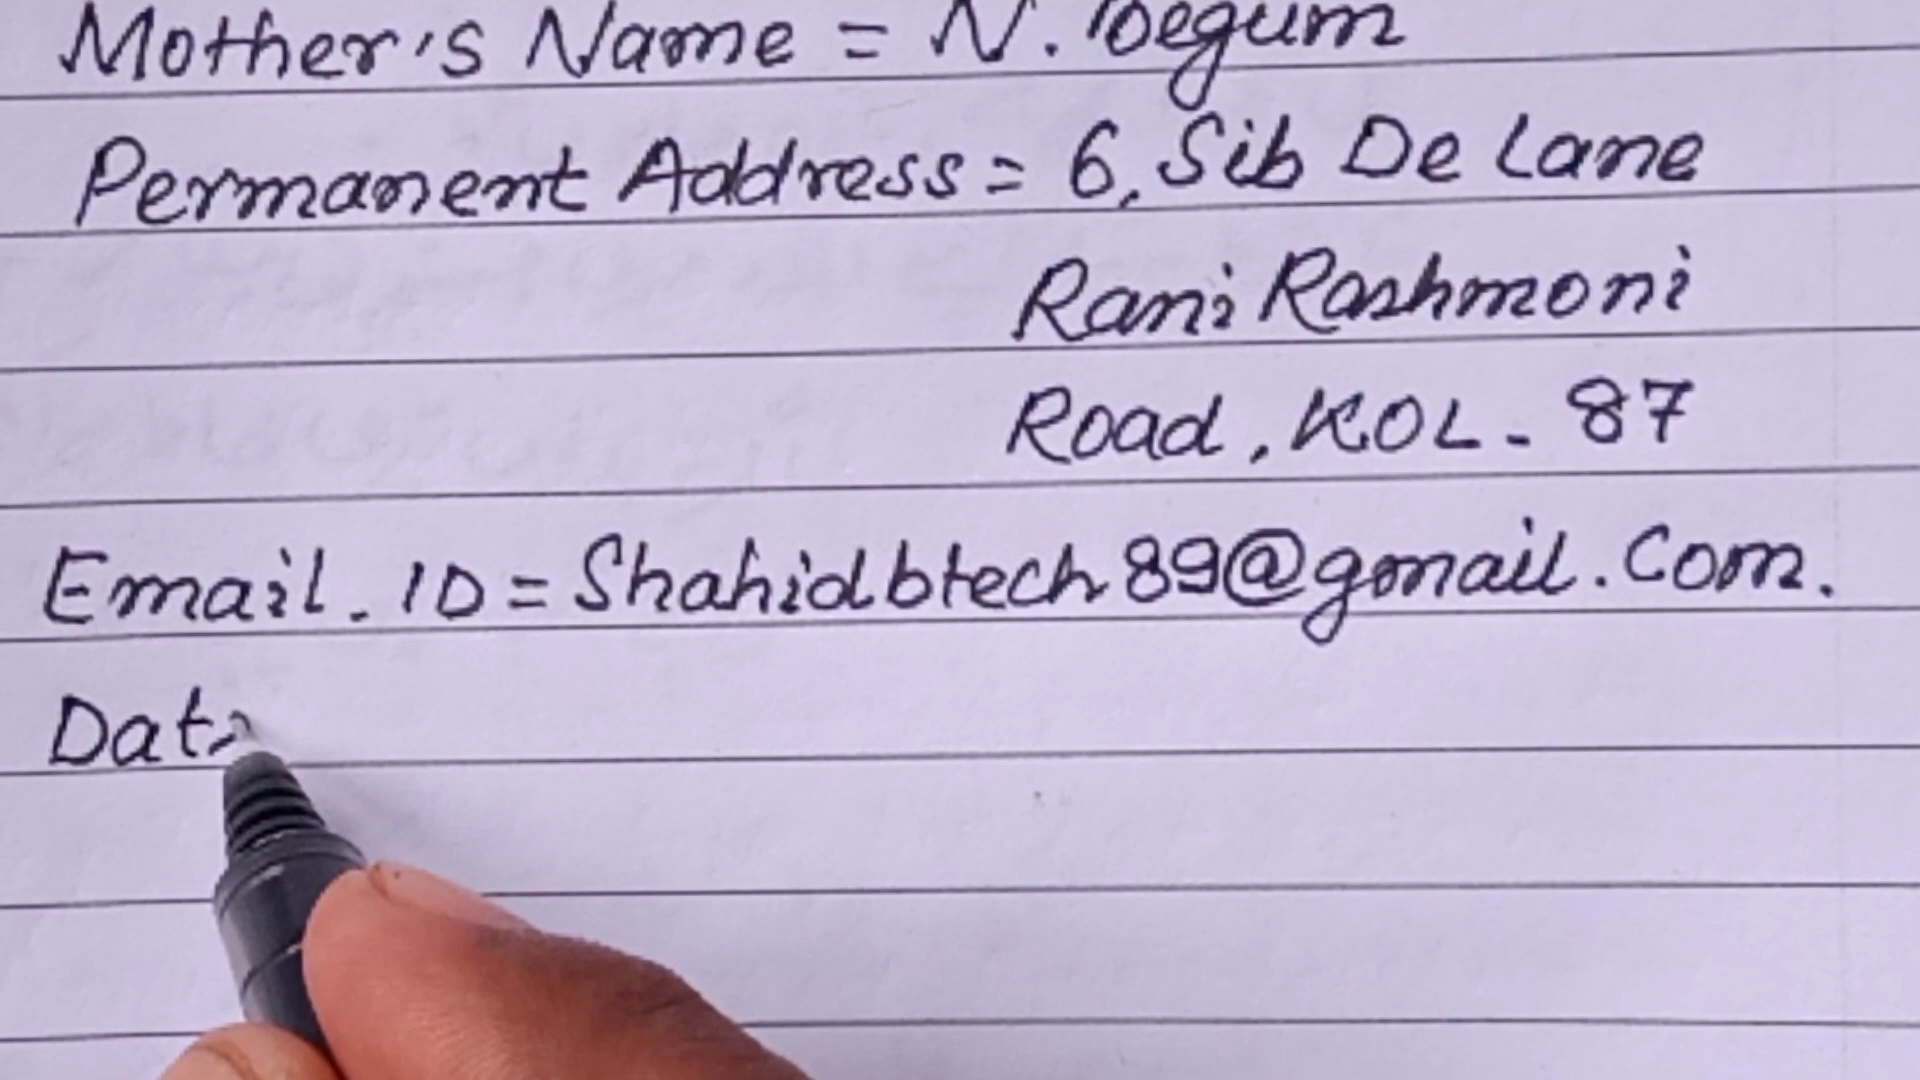 Mother's Name = N. Begum
Permanent Address = 6, Sib De Lane
Rani Rashmoni
Road, KOL - 87
Email. ID = Shahidbtech89@gmail.com.
Date